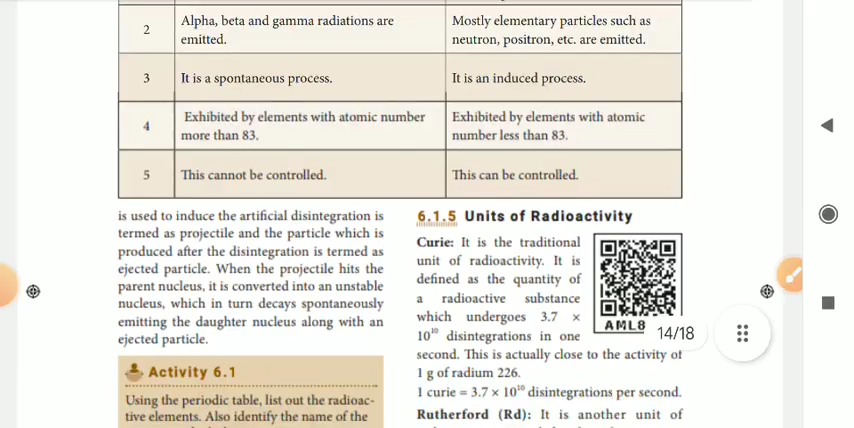 2
Alpha, beta and gamma radiations are
emitted.
Mostly elementary particles such as
neutron, positron, etc. are emitted.
3
It is a spontaneous process.
It is an induced process.
4
Exhibited by elements with atomic number
more than 83.
Exhibited by elements with atomic
number less than 83.
5
This cannot be controlled.
This can be controlled.
is used to induce the artificial disintegration is
termed as projectile and the particle which is
produced after the disintegration is termed as
ejected particle. When the projectile hits the
parent nucleus, it is converted into an unstable
nucleus, which in turn decays spontaneously
emitting the daughter nucleus along with an
ejected particle.
Activity 6.1
Using the periodic table, list out the radioac-
tive elements. Also identify the name of the
6.1.5 Units of Radioactivity
Curie: It is the traditional
unit of radioactivity. It is
defined as the quantity of
a radioactive substance
which undergoes 3.7 ×
10¹⁰ disintegrations in one
second. This is actually close to the activity of
1 g of radium 226.
1 curie = 3.7 × 10¹⁰ disintegrations per second.
Rutherford (Rd): It is another unit of
AML8
14/18